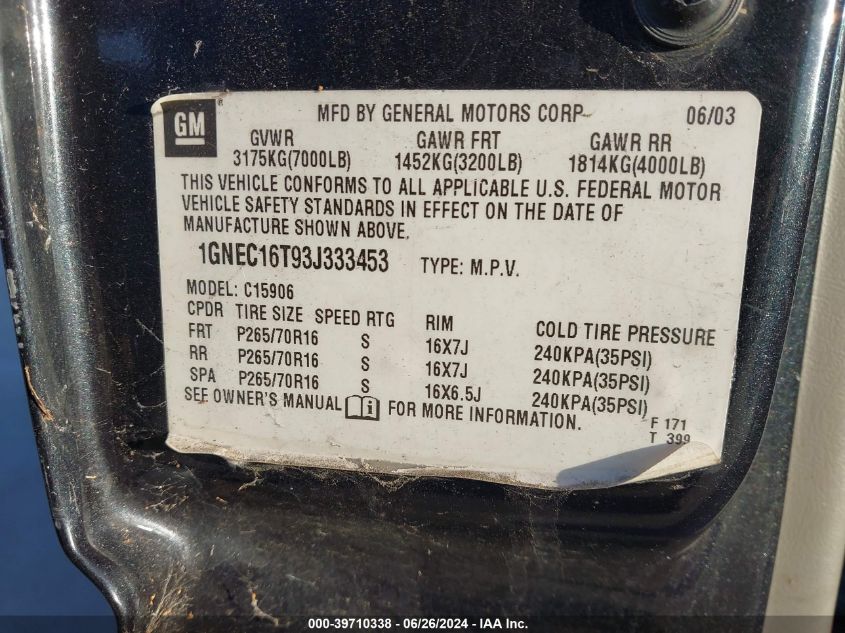 GM ® MFD BY GENERAL MOTORS CORP 06/03
GVWR GAWR FRT GAWR RR
3175KG(7000LB) 1452KG(3200LB) 1814KG(4000LB)
THIS VEHICLE CONFORMS TO ALL APPLICABLE U.S. FEDERAL MOTOR
VEHICLE SAFETY STANDARDS IN EFFECT ON THE DATE OF
MANUFACTURE SHOWN ABOVE.
1GNEC16T93J333453 TYPE: M.P.V.
MODEL: C15906
CPDR TIRE SIZE SPEED RTG RIM COLD TIRE PRESSURE
FRT P265/70R16 S 16X7J 240KPA(35PSI)
RR P265/70R16 S 16X7J 240KPA(35PSI)
SPA P265/70R16 S 16X6.5J 240KPA(35PSI)
SEE OWNER'S MANUAL i FOR MORE INFORMATION.
F 171
T 399
000-39710338 - 06/26/2024 - IAA Inc.